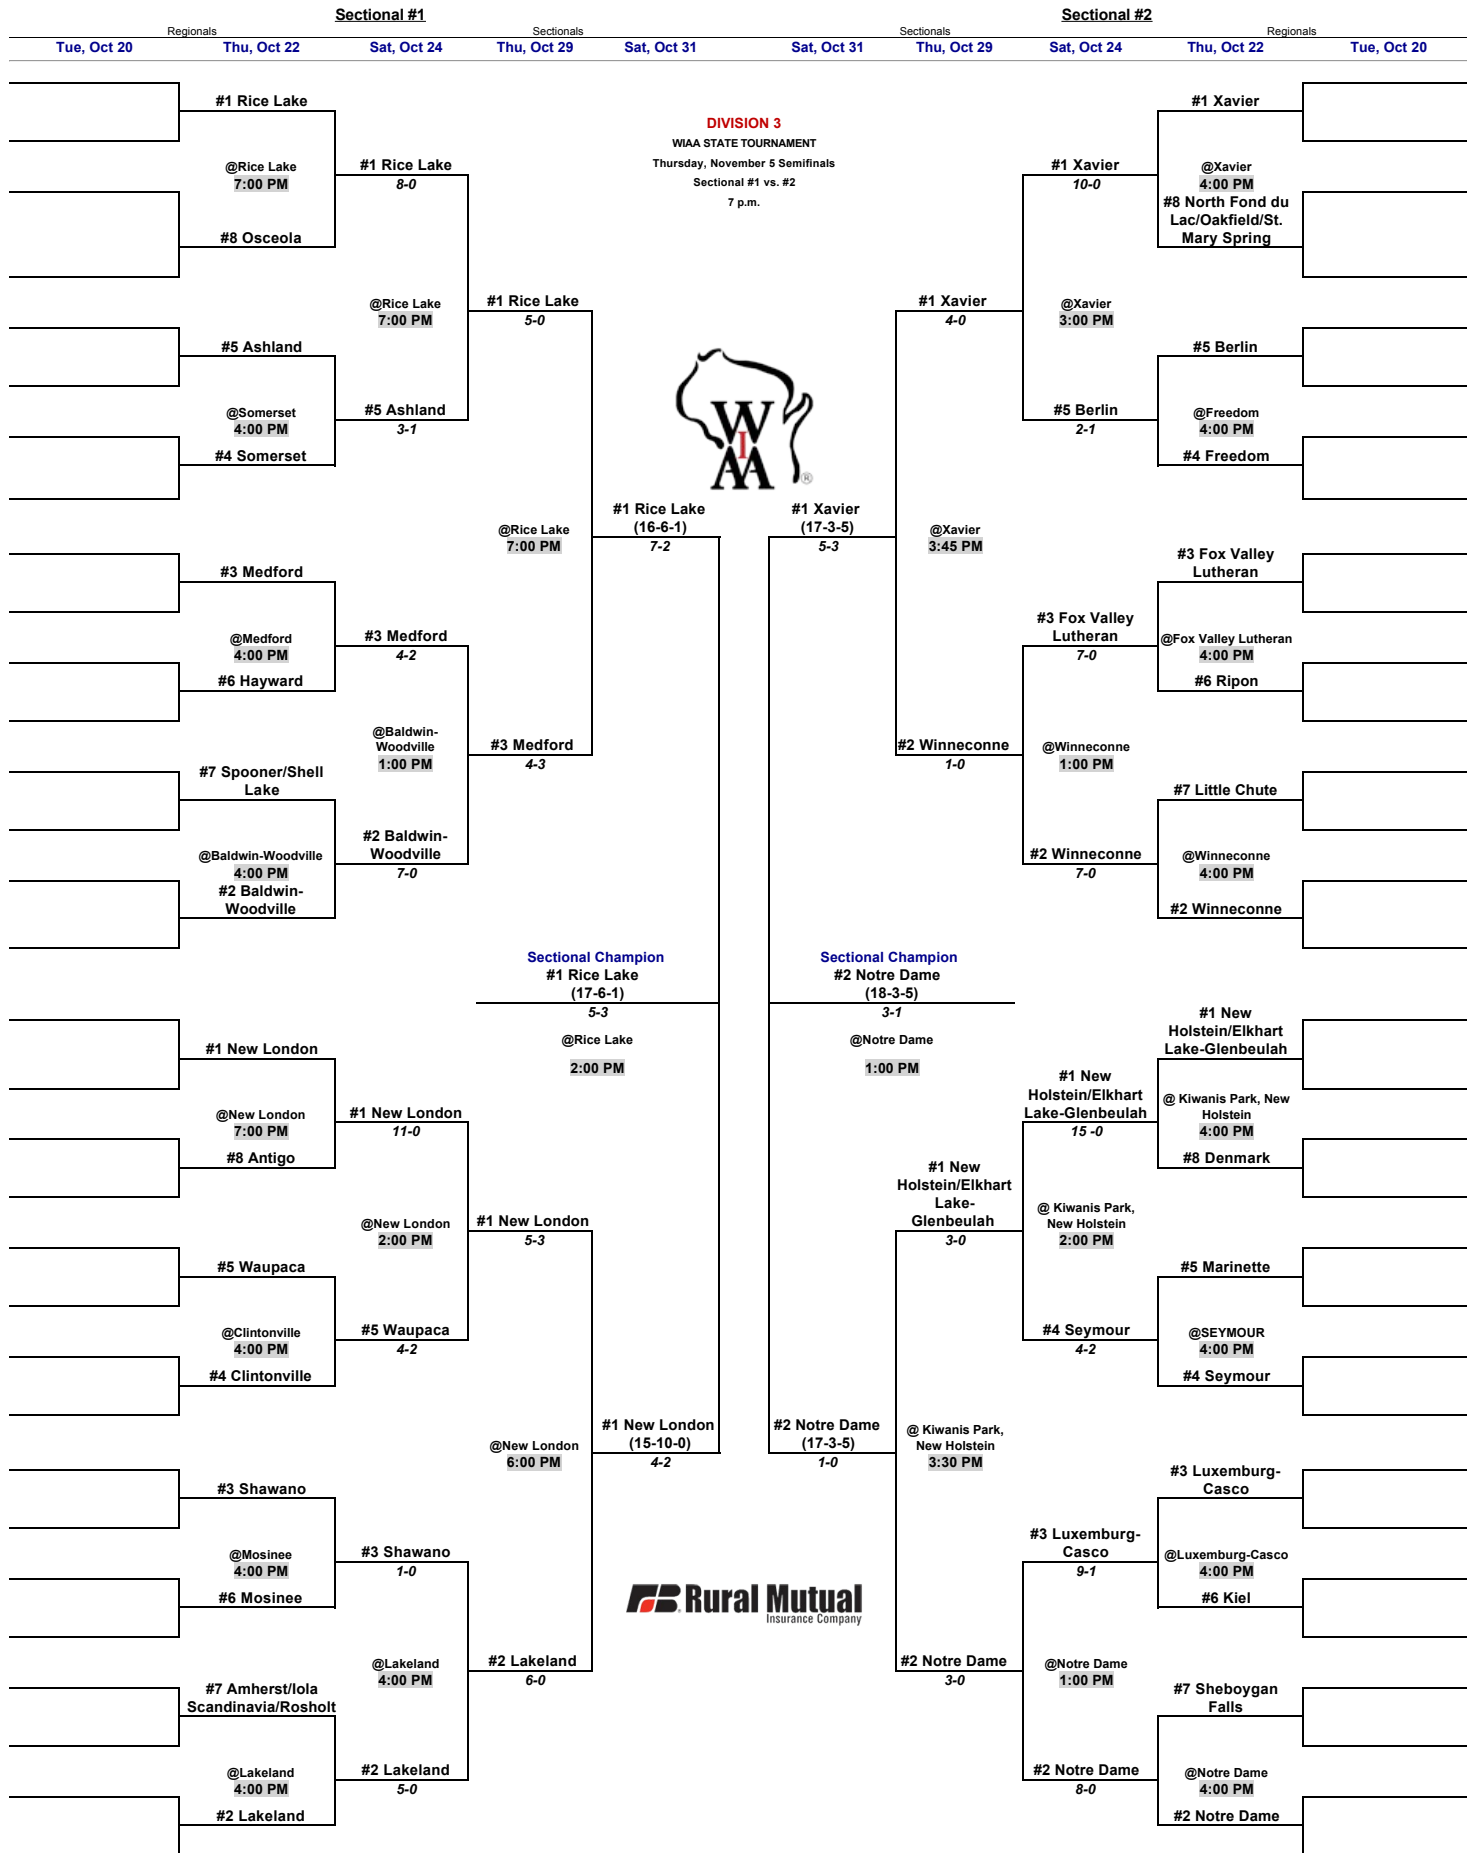 Sectional #1
Sectional #2
Regionals
Sectionals
Sectionals
Regionals
Tue, Oct 20
Thu, Oct 22
Sat, Oct 24
Thu, Oct 29
Sat, Oct 31
Sat, Oct 31
Thu, Oct 29
Sat, Oct 24
Thu, Oct 22
Tue, Oct 20
DIVISION 3
WIAA STATE TOURNAMENT
Thursday, November 5 Semifinals
Sectional #1 vs. #2
7 p.m.
#1 Rice Lake
@Rice Lake
7:00 PM
#8 Osceola
#5 Ashland
@Somerset
4:00 PM
#4 Somerset
#3 Medford
@Medford
4:00 PM
#6 Hayward
#7 Spooner/Shell
Lake
@Baldwin-Woodville
4:00 PM
#2 Baldwin-
Woodville
#1 Rice Lake
8-0
@Rice Lake
7:00 PM
#5 Ashland
3-1
#3 Medford
4-2
@Baldwin-
Woodville
1:00 PM
#2 Baldwin-
Woodville
7-0
#1 Rice Lake
5-0
@Rice Lake
7:00 PM
#3 Medford
4-3
#1 Rice Lake
(16-6-1)
7-2
Sectional Champion
#1 Rice Lake
(17-6-1)
5-3
@Rice Lake
2:00 PM
#1 New London
@New London
7:00 PM
#8 Antigo
#5 Waupaca
@Clintonville
4:00 PM
#4 Clintonville
#3 Shawano
@Mosinee
4:00 PM
#6 Mosinee
#7 Amherst/Iola
Scandinavia/Rosholt
@Lakeland
4:00 PM
#2 Lakeland
#1 New London
11-0
@New London
2:00 PM
#5 Waupaca
4-2
#3 Shawano
1-0
@Lakeland
4:00 PM
#2 Lakeland
5-0
#1 New London
5-3
@New London
6:00 PM
#2 Lakeland
6-0
#1 New London
(15-10-0)
4-2
WIAA
®
#1 Xavier
@Xavier
4:00 PM
#8 North Fond du
Lac/Oakfield/St.
Mary Spring
#5 Berlin
@Freedom
4:00 PM
#4 Freedom
#3 Fox Valley
Lutheran
@Fox Valley Lutheran
4:00 PM
#6 Ripon
#7 Little Chute
@Winneconne
4:00 PM
#2 Winneconne
#1 Xavier
10-0
@Xavier
3:00 PM
#5 Berlin
2-1
#3 Fox Valley
Lutheran
7-0
@Winneconne
1:00 PM
#2 Winneconne
7-0
#1 Xavier
4-0
@Xavier
3:45 PM
#2 Winneconne
1-0
#1 Xavier
(17-3-5)
5-3
Sectional Champion
#2 Notre Dame
(18-3-5)
3-1
@Notre Dame
1:00 PM
#1 New
Holstein/Elkhart
Lake-Glenbeulah
@ Kiwanis Park, New
Holstein
4:00 PM
#8 Denmark
#5 Marinette
@SEYMOUR
4:00 PM
#4 Seymour
#3 Luxemburg-
Casco
@Luxemburg-Casco
4:00 PM
#6 Kiel
#7 Sheboygan
Falls
@Notre Dame
4:00 PM
#2 Notre Dame
#1 New
Holstein/Elkhart
Lake-Glenbeulah
15 -0
@ Kiwanis Park,
New Holstein
2:00 PM
#4 Seymour
4-2
#3 Luxemburg-
Casco
9-1
@Notre Dame
1:00 PM
#2 Notre Dame
8-0
#1 New
Holstein/Elkhart
Lake-
Glenbeulah
3-0
@ Kiwanis Park,
New Holstein
3:30 PM
#2 Notre Dame
3-0
#2 Notre Dame
(17-3-5)
1-0
Rural Mutual
Insurance Company